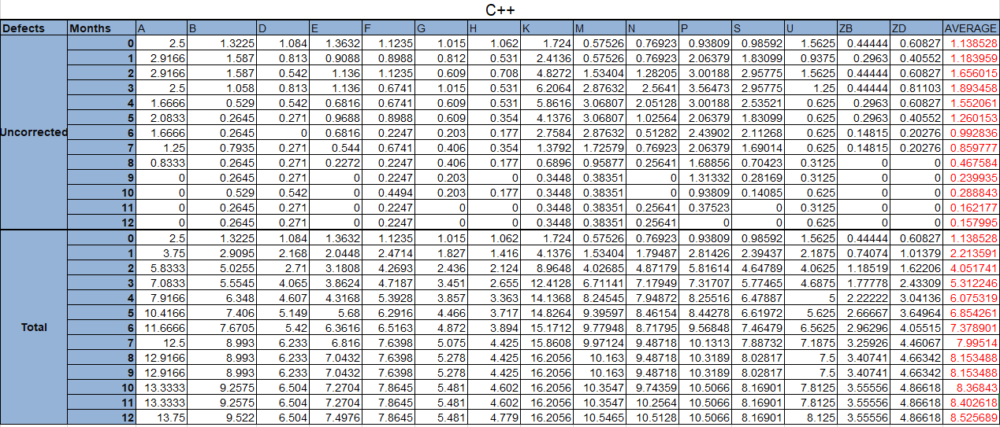 C++
Defects Months A B D E F G H K M N P S U ZB ZD AVERAGE
0 2.5 1.3225 1.084 1.3632 1.1235 1.015 1.062 1.724 0.57526 0.76923 0.93809 0.98592 1.5625 0.44444 0.60827 1.138528
1 2.9166 1.587 0.813 0.9088 0.8988 0.812 0.531 2.4136 0.57526 0.76923 2.06379 1.83099 0.9375 0.2963 0.40552 1.183959
2 2.9166 1.587 0.542 1.136 1.1235 0.609 0.708 4.8272 1.53404 1.28205 3.00188 2.95775 1.5625 0.44444 0.60827 1.656015
3 2.5 1.058 0.813 1.136 0.6741 1.015 0.531 6.2064 2.87632 2.5641 3.56473 2.95775 1.25 0.44444 0.81103 1.893458
4 1.6666 0.529 0.542 0.6816 0.6741 0.609 0.531 5.8616 3.06807 2.05128 3.00188 2.53521 0.625 0.2963 0.60827 1.552061
5 2.0833 0.2645 0.271 0.9688 0.8988 0.609 0.354 4.1376 3.06807 1.02564 2.06379 1.83099 0.625 0.2963 0.40552 1.260153
Uncorrected 6 1.6666 0.2645 0 0.6816 0.2247 0.203 0.177 2.7584 2.87632 0.51282 2.43902 2.11268 0.625 0.14815 0.20276 0.992836
7 1.25 0.7935 0.271 0.544 0.6741 0.406 0.354 1.3792 1.72579 0.76923 2.06379 1.69014 0.625 0.14815 0.20276 0.859777
8 0.8333 0.2645 0.271 0.2272 0.2247 0.406 0.177 0.6896 0.95877 0.25641 1.68856 0.70423 0.3125 0 0 0.467584
9 0 0.2645 0.271 0 0.2247 0.203 0 0.3448 0.38351 0 1.31332 0.28169 0.3125 0 0 0.239935
10 0 0.529 0.542 0 0.4494 0.203 0.177 0.3448 0.38351 0 0.93809 0.14085 0.625 0 0 0.288843
11 0 0.2645 0.271 0 0.2247 0 0 0.3448 0.38351 0.25641 0.37523 0 0.3125 0 0 0.162177
12 0 0.2645 0.271 0 0.2247 0 0 0.3448 0.38351 0.25641 0 0 0.625 0 0 0.157995
0 2.5 1.3225 1.084 1.3632 1.1235 1.015 1.062 1.724 0.57526 0.76923 0.93809 0.98592 1.5625 0.44444 0.60827 1.138528
1 3.75 2.9095 2.168 2.0448 2.4714 1.827 1.416 4.1376 1.53404 1.79487 2.81426 2.39437 2.1875 0.74074 1.01379 2.213591
2 5.8333 5.0255 2.71 3.1808 4.2693 2.436 2.124 8.9648 4.02685 4.87179 5.81614 4.64789 4.0625 1.18519 1.62206 4.051741
3 7.0833 5.5545 4.065 3.8624 4.7187 3.451 2.655 12.4128 6.71141 7.17949 7.31707 5.77465 4.6875 1.77778 2.43309 5.312246
4 7.9166 6.348 4.607 4.3168 5.3928 3.857 3.363 14.1368 8.24545 7.94872 8.25516 6.47887 5 2.22222 3.04136 6.075319
5 10.4166 7.406 5.149 5.68 6.2916 4.466 3.717 14.8264 9.39597 8.46154 8.44278 6.61972 5.625 2.66667 3.64964 6.854261
Total 6 11.6666 7.6705 5.42 6.3616 6.5163 4.872 3.894 15.1712 9.77948 8.71795 9.56848 7.46479 6.5625 2.96296 4.05515 7.378901
7 12.5 8.993 6.233 6.816 7.6398 5.075 4.425 15.8608 9.97124 9.48718 10.1313 7.88732 7.1875 3.25926 4.46067 7.99514
8 12.9166 8.993 6.233 7.0432 7.6398 5.278 4.425 16.2056 10.163 9.48718 10.3189 8.02817 7.5 3.40741 4.66342 8.153488
9 12.9166 8.993 6.233 7.0432 7.6398 5.278 4.425 16.2056 10.163 9.48718 10.3189 8.02817 7.5 3.40741 4.66342 8.153488
10 13.3333 9.2575 6.504 7.2704 7.8645 5.481 4.602 16.2056 10.3547 9.74359 10.5066 8.16901 7.8125 3.55556 4.86618 8.36843
11 13.3333 9.2575 6.504 7.2704 7.8645 5.481 4.602 16.2056 10.3547 10.2564 10.5066 8.16901 7.8125 3.55556 4.86618 8.402618
12 13.75 9.522 6.504 7.4976 7.8645 5.481 4.779 16.2056 10.5465 10.5128 10.5066 8.16901 8.125 3.55556 4.86618 8.525689